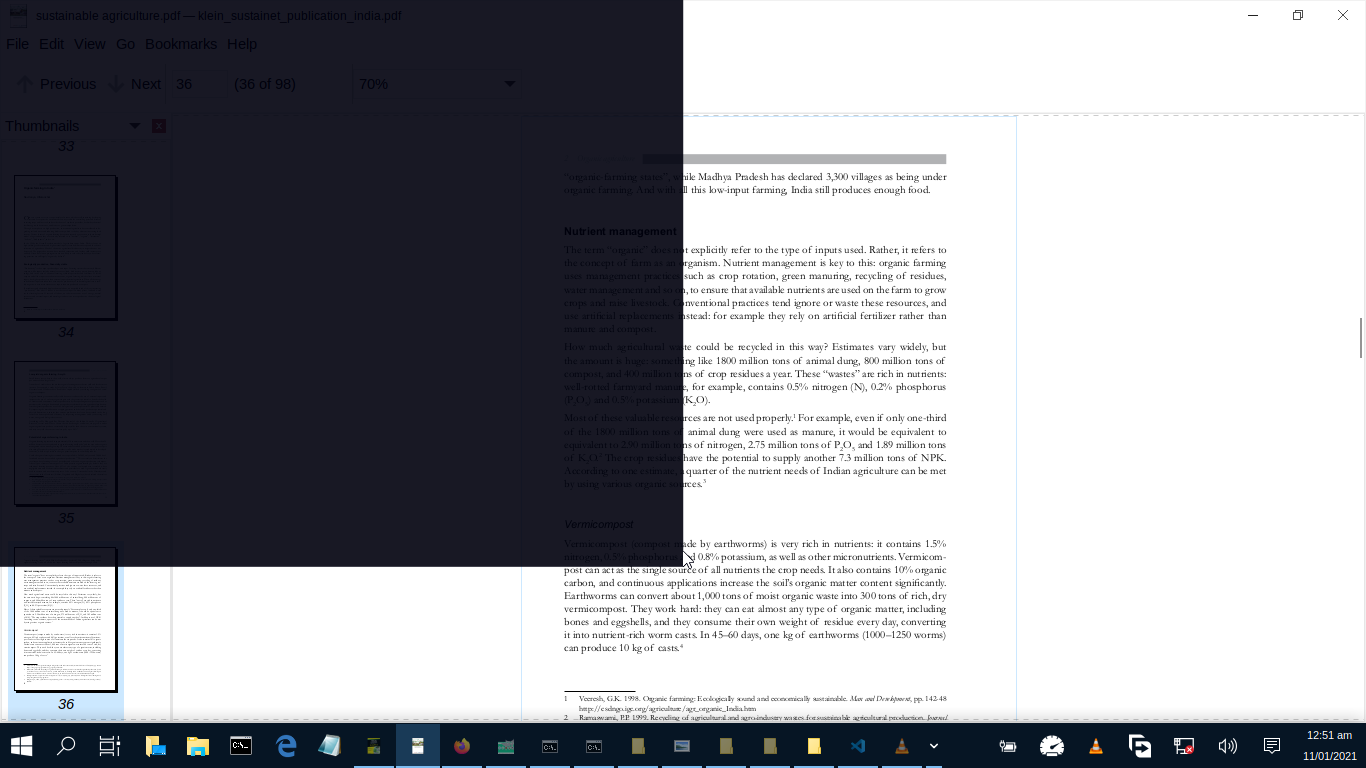 sustainable agriculture.pdf — klein_sustainet_publication_india.pdf
File Edit View Go Bookmarks Help
Previous Next 36 (36 of 98) 70%
Thumbnails
33
34
35
36
"organic-farming states", while Madhya Pradesh has declared 3,300 villages as being under
organic farming. And with all this low-input farming, India still produces enough food.
Nutrient management
The term "organic" does not explicitly refer to the type of inputs used. Rather, it refers to
the concept of farm as an organism. Nutrient management is key to this: organic farming
uses management practices such as crop rotation, green manuring, recycling of residues,
water management and so on, to ensure that available nutrients are used on the farm to grow
crops and raise livestock. Conventional practices tend ignore or waste these resources, and
use artificial replacements instead: for example they rely on artificial fertilizer rather than
manure and compost.
How much agricultural waste could be recycled in this way? Estimates vary widely, but
the amount is huge: something like 1800 million tons of animal dung, 800 million tons of
compost, and 400 million tons of crop residues a year. These "wastes" are rich in nutrients:
well-rotted farmyard manure, for example, contains 0.5% nitrogen (N), 0.2% phosphorus
(P₂O₅) and 0.5% potassium (K₂O).
Most of these valuable resources are not used properly.¹ For example, even if only one-third
of the 1800 million tons of animal dung were used as manure, it would be equivalent to
equivalent to 2.90 million tons of nitrogen, 2.75 million tons of P₂O₅ and 1.89 million tons
of K₂O.² The crop residues have the potential to supply another 7.3 million tons of NPK.
According to one estimate, a quarter of the nutrient needs of Indian agriculture can be met
by using various organic sources.³
Vermicompost
Vermicompost (compost made by earthworms) is very rich in nutrients: it contains 1.5%
nitrogen, 0.5% phosphorus and 0.8% potassium, as well as other micronutrients. Vermicom-
post can act as the single source of all nutrients the crop needs. It also contains 10% organic
carbon, and continuous applications increase the soil's organic matter content significantly.
Earthworms can convert about 1,000 tons of moist organic waste into 300 tons of rich, dry
vermicompost. They work hard: they can eat almost any type of organic matter, including
bones and eggshells, and they consume their own weight of residue every day, converting
it into nutrient-rich worm casts. In 45–60 days, one kg of earthworms (1000–1250 worms)
can produce 10 kg of casts.⁴
1 Veeresh, G.K. 1998. Organic farming: Ecologically sound and economically sustainable. Man and Development, pp. 142-48
http://csdngo.igc.org/agriculture/agr_organic_India.htm
2 Ramaswami, P.P. 1999. Recycling of agricultural and agro-industry wastes for sustainable agricultural production. Journal
12:51 am
11/01/2021